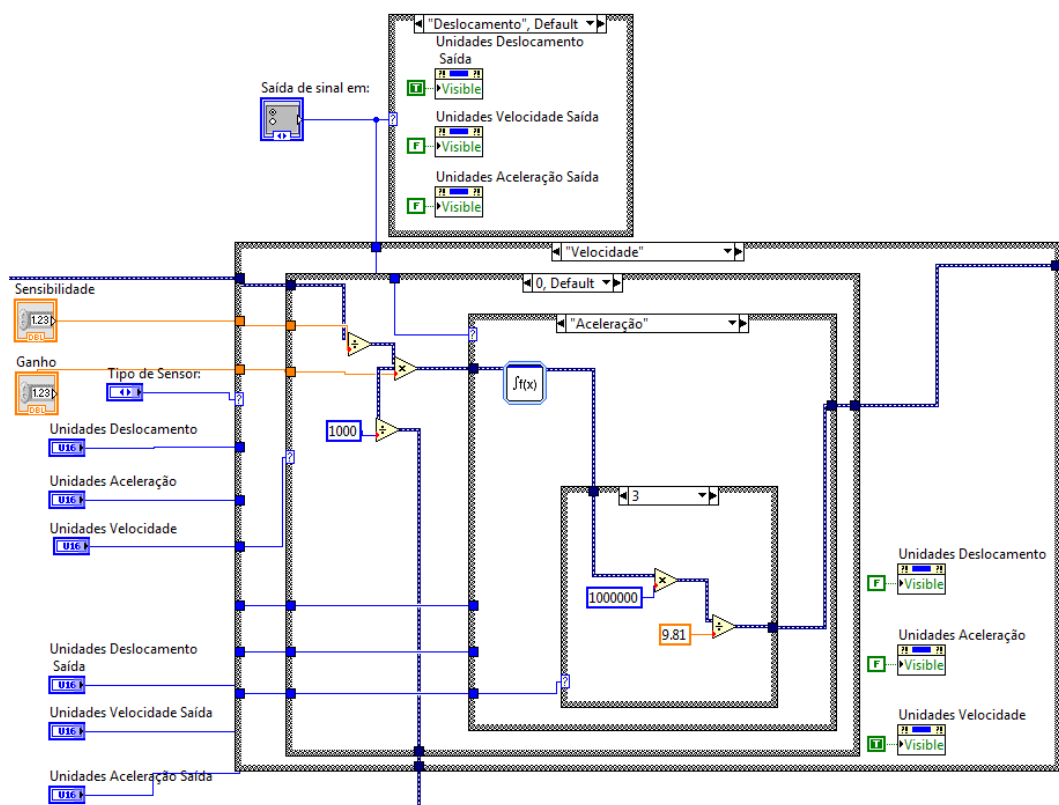 "Deslocamento", Default
Unidades Deslocamento
Saída
T
Visible
Saída de sinal em:
Unidades Velocidade Saída
F
Visible
Unidades Aceleração Saída
F
Visible
"Velocidade"
0, Default
Sensibilidade
1.23
DBL
"Aceleração"
Ganho
1.23
DBL
Tipo de Sensor:
∫f(x)
1000
Unidades Deslocamento
U16
Unidades Aceleração
U16
3
Unidades Velocidade
U16
Unidades Deslocamento
F
Visible
1000000
9.81
Unidades Aceleração
F
Visible
Unidades Deslocamento
Saída
U16
Unidades Velocidade Saída
U16
Unidades Velocidade
T
Visible
Unidades Aceleração Saída
U16